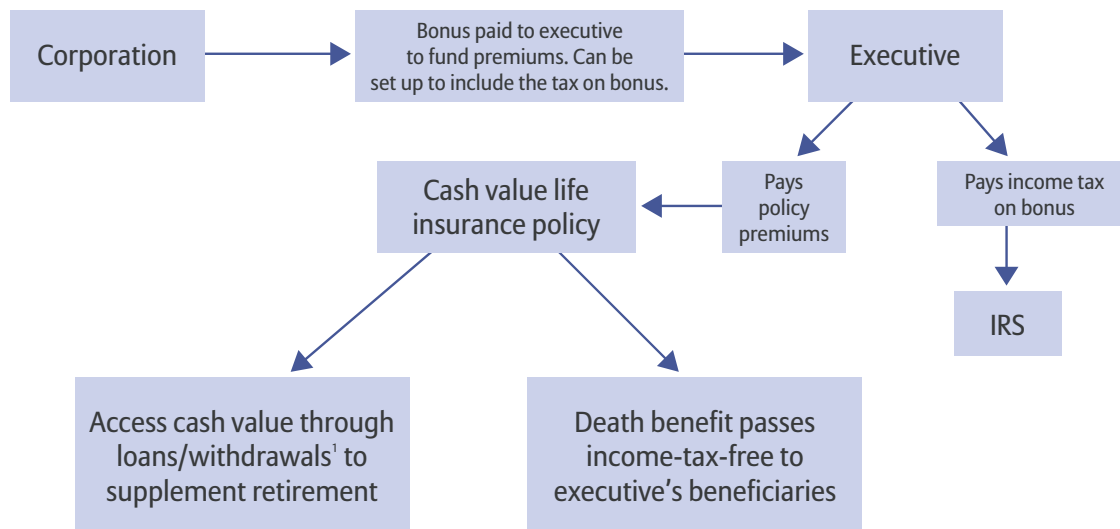 Corporation
Bonus paid to executive
to fund premiums. Can be
set up to include the tax on bonus.
Executive
Cash value life
insurance policy
Pays
policy
premiums
Pays income tax
on bonus
IRS
Access cash value through
loans/withdrawals¹ to
supplement retirement
Death benefit passes
income-tax-free to
executive’s beneficiaries